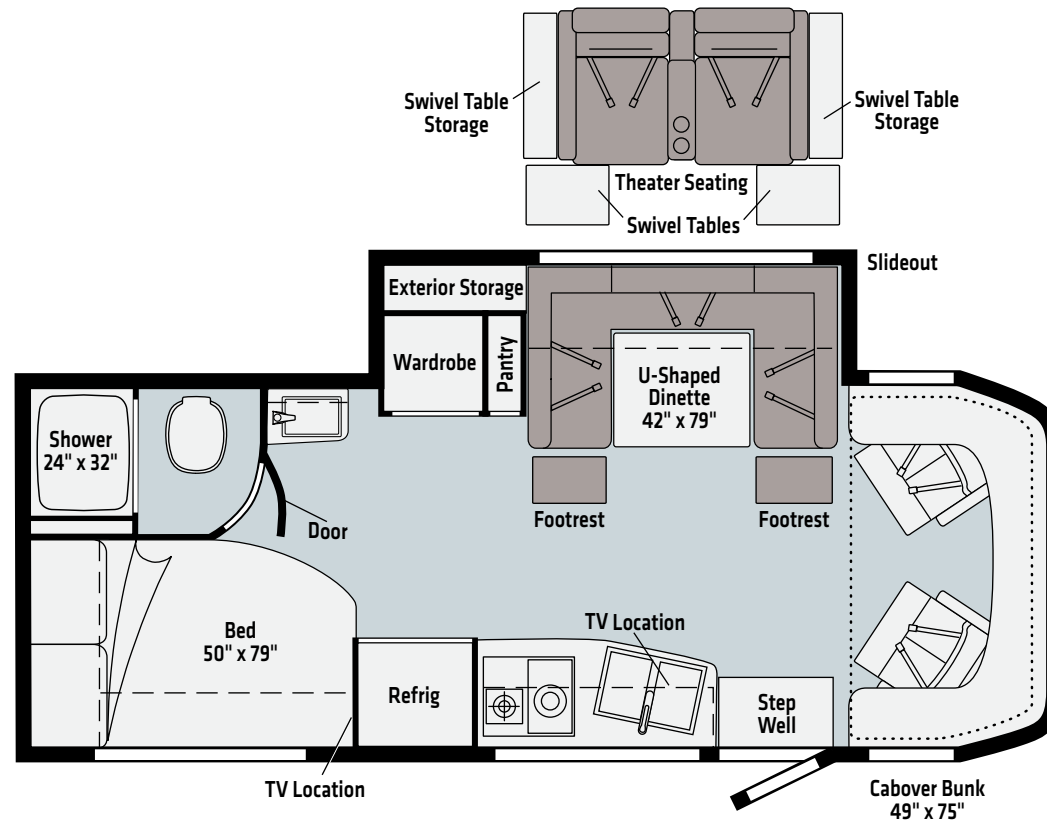 Swivel Table
Storage
Swivel Table
Storage
Theater Seating
Swivel Tables
Slideout
Exterior Storage
Wardrobe
Pantry
U-Shaped
Dinette
42" x 79"
Shower
24" x 32"
Footrest
Footrest
Door
Bed
50" x 79"
TV Location
Refrig
Step
Well
TV Location
Cabover Bunk
49" x 75"